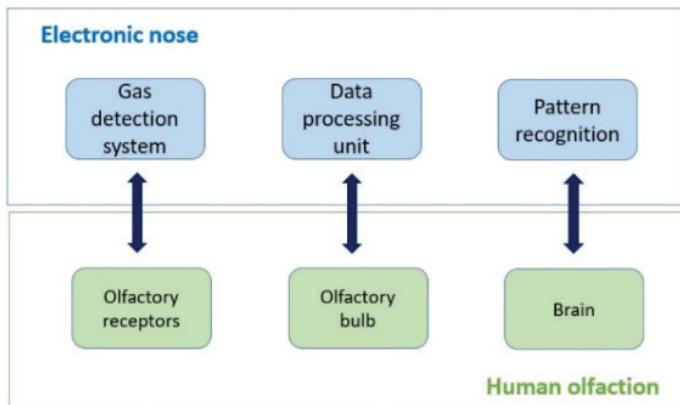 Electronic nose
Gas
detection
system
Data
processing
unit
Pattern
recognition
Olfactory
receptors
Olfactory
bulb
Brain
Human olfaction